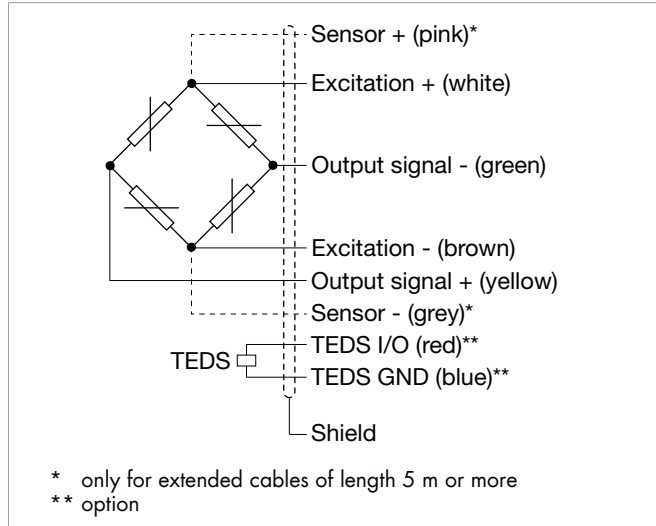 Sensor + (pink)*
Excitation + (white)
Output signal - (green)
Excitation - (brown)
Output signal + (yellow)
Sensor - (grey)*
TEDS I/O (red)**
TEDS
TEDS GND (blue)**
Shield
* only for extended cables of length 5 m or more
** option